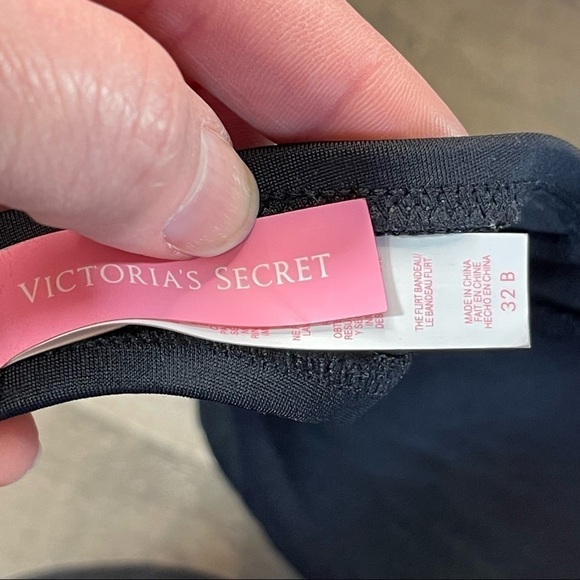 VICTORIA'S SECRET
THE FLIRT BANDEAU/
LE BANDEAU FLIRT
MADE IN CHINA
FAIT EN CHINE
HECHO EN CHINA
32 B